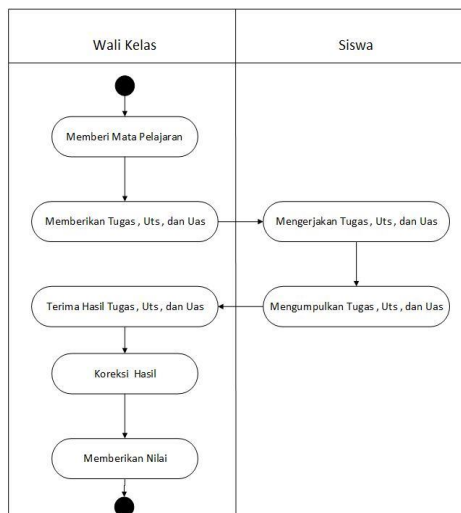 Wali Kelas
Siswa
Memberi Mata Pelajaran
Memberikan Tugas , Uts , dan Uas
Mengerjakan Tugas , Uts , dan Uas
Terima Hasil Tugas , Uts , dan Uas
Mengumpulkan Tugas , Uts , dan Uas
Koreksi Hasil
Memberikan Nilai